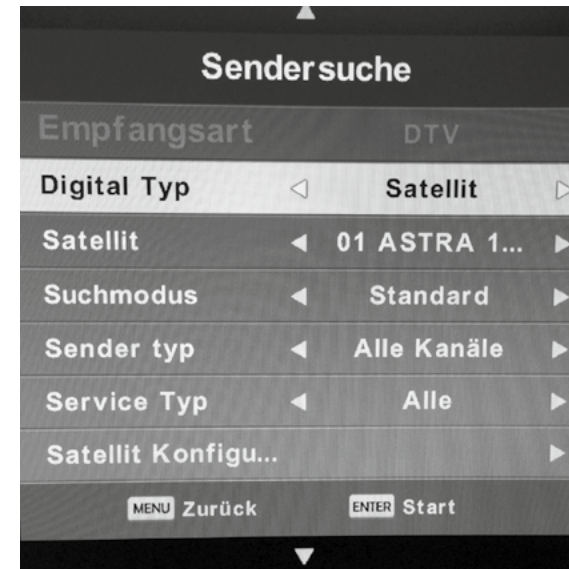 Sendersuche
Empfangsart DTV
Digital Typ Satellit
Satellit 01 ASTRA 1...
Suchmodus Standard
Sender typ Alle Kanäle
Service Typ Alle
Satellit Konfigu...
MENU Zurück ENTER Start